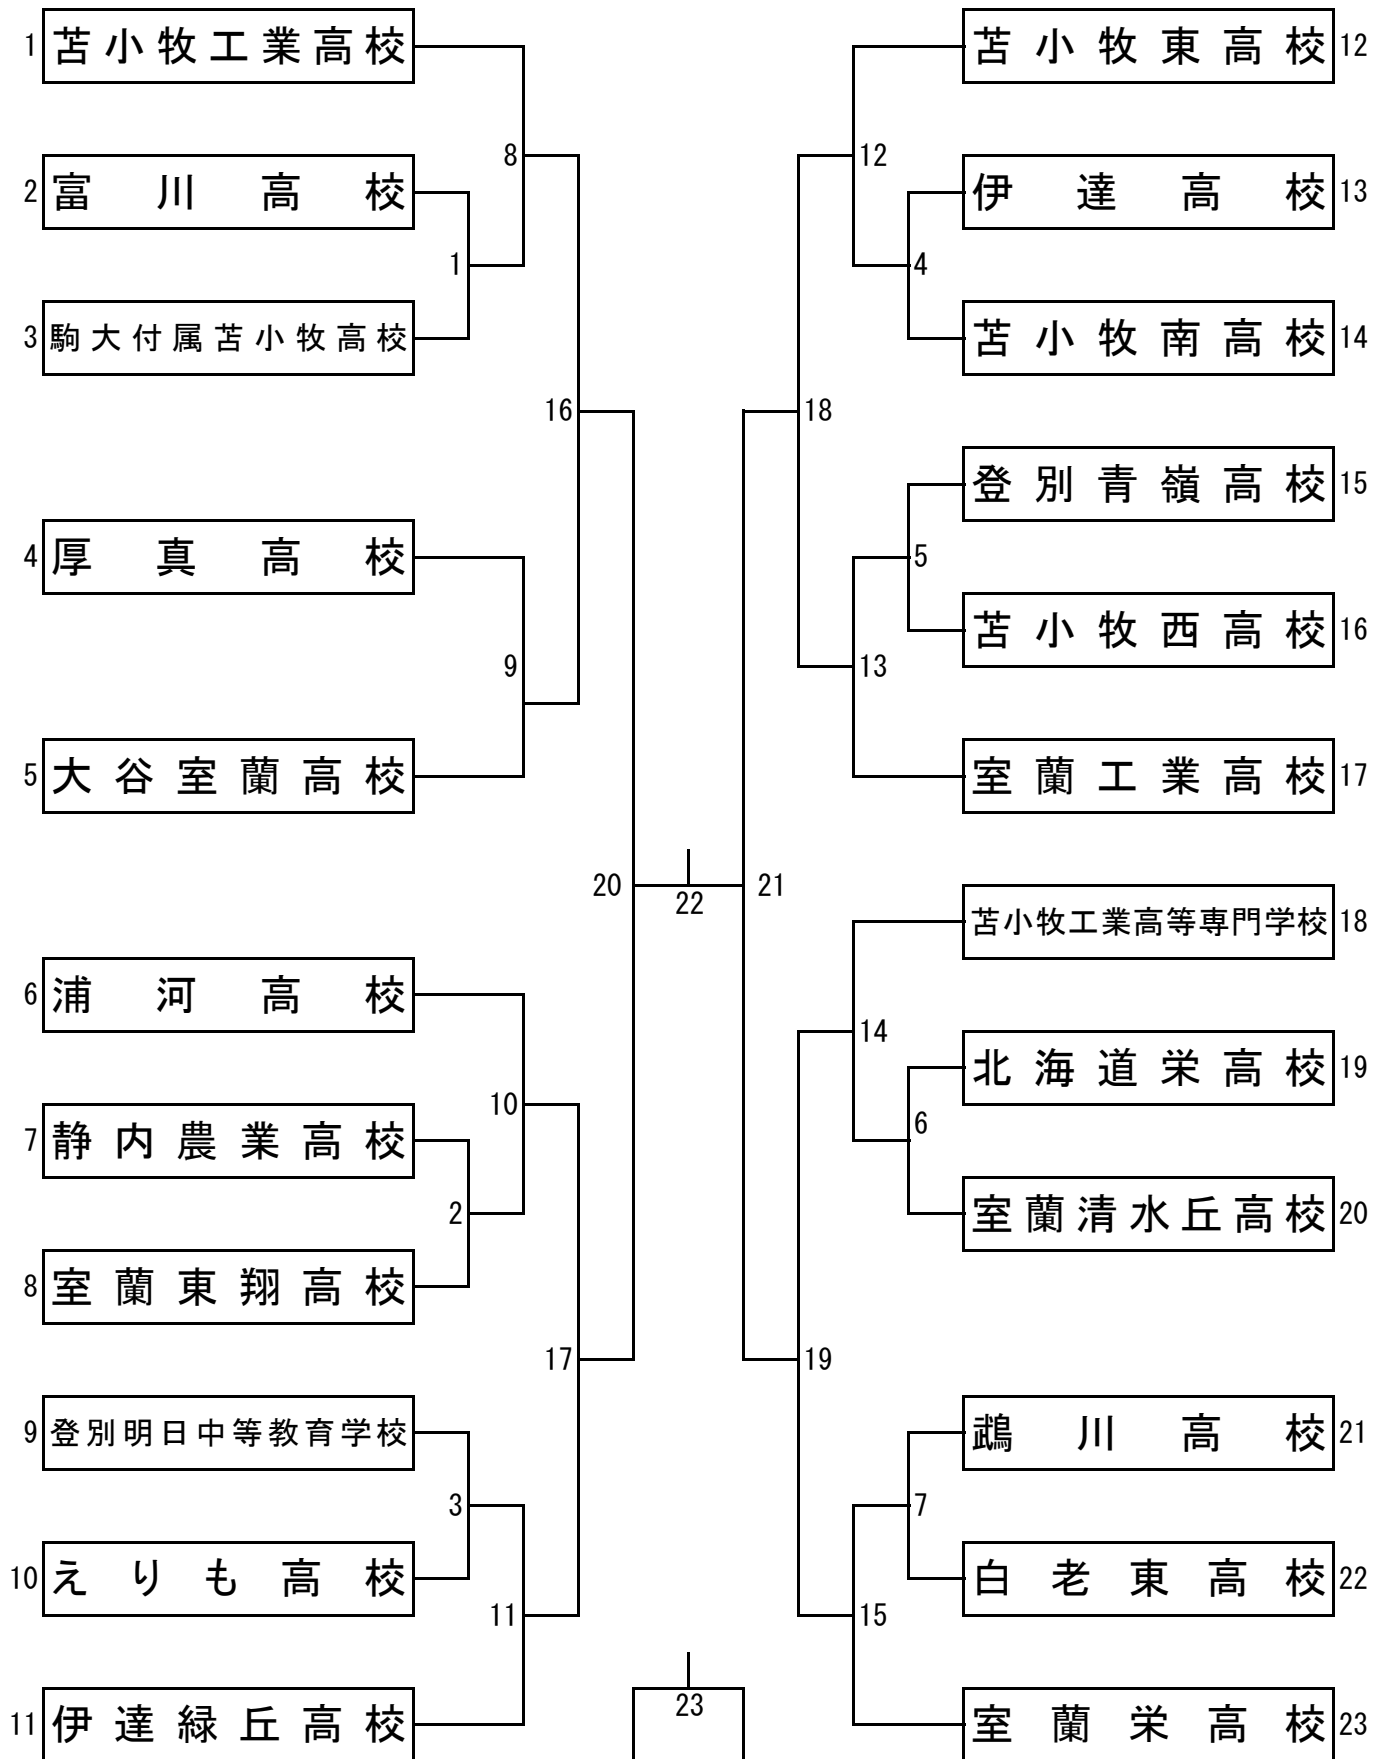 1 苫小牧工業高校
2 富川高校
3 駒大付属苫小牧高校
4 厚真高校
5 大谷室蘭高校
6 浦河高校
7 静内農業高校
8 室蘭東翔高校
9 登別明日中等教育学校
10 えりも高校
11 伊達緑丘高校
8
1
16
9
20
10
2
17
3
11
22
23
21
12
4
18
5
13
14
6
19
7
15
苫小牧東高校 12
伊達高校 13
苫小牧南高校 14
登別青嶺高校 15
苫小牧西高校 16
室蘭工業高校 17
苫小牧工業高等専門学校 18
北海道栄高校 19
室蘭清水丘高校 20
鵡川高校 21
白老東高校 22
室蘭栄高校 23